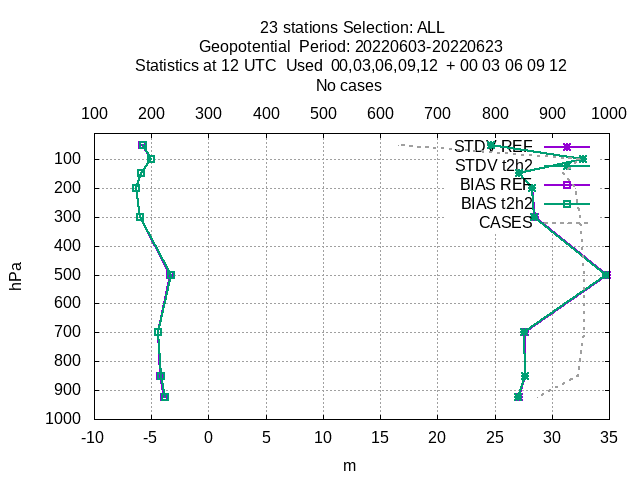 23 stations Selection: ALL
Geopotential  Period: 20220603-20220623
Statistics at 12 UTC  Used  00,03,06,09,12  + 00 03 06 09 12
No cases
100 200 300 400 500 600 700 800 900 1000
STDV REF
STDV t2h2
BIAS REF
BIAS t2h2
CASES
100
200
300
400
500
600
700
800
900
1000
hPa
-10 -5 0 5 10 15 20 25 30 35
m